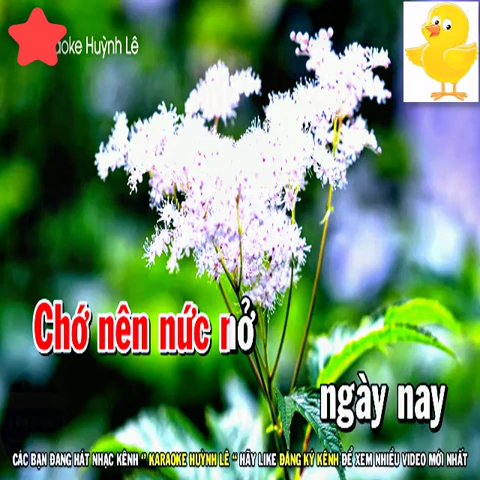 aoke Huỳnh Lê
Chớ nên nức nở
ngày nay
CÁC BẠN ĐANG HÁT NHẠC KÊNH " KARAOKE HUỲNH LÊ " HÃY LIKE ĐĂNG KÝ KÊNH ĐỂ XEM NHIỀU VIDEO MỚI NHẤT